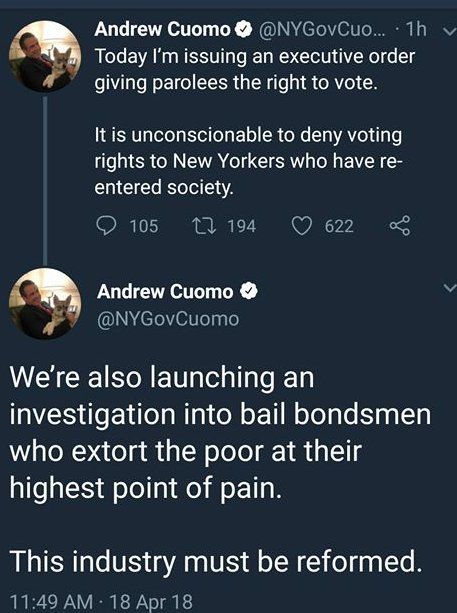 Andrew Cuomo @NYGovCuo... · 1h
Today I'm issuing an executive order
giving parolees the right to vote.
It is unconscionable to deny voting
rights to New Yorkers who have re-
entered society.
105 194 622
Andrew Cuomo
@NYGovCuomo
We're also launching an
investigation into bail bondsmen
who extort the poor at their
highest point of pain.
This industry must be reformed.
11:49 AM · 18 Apr 18